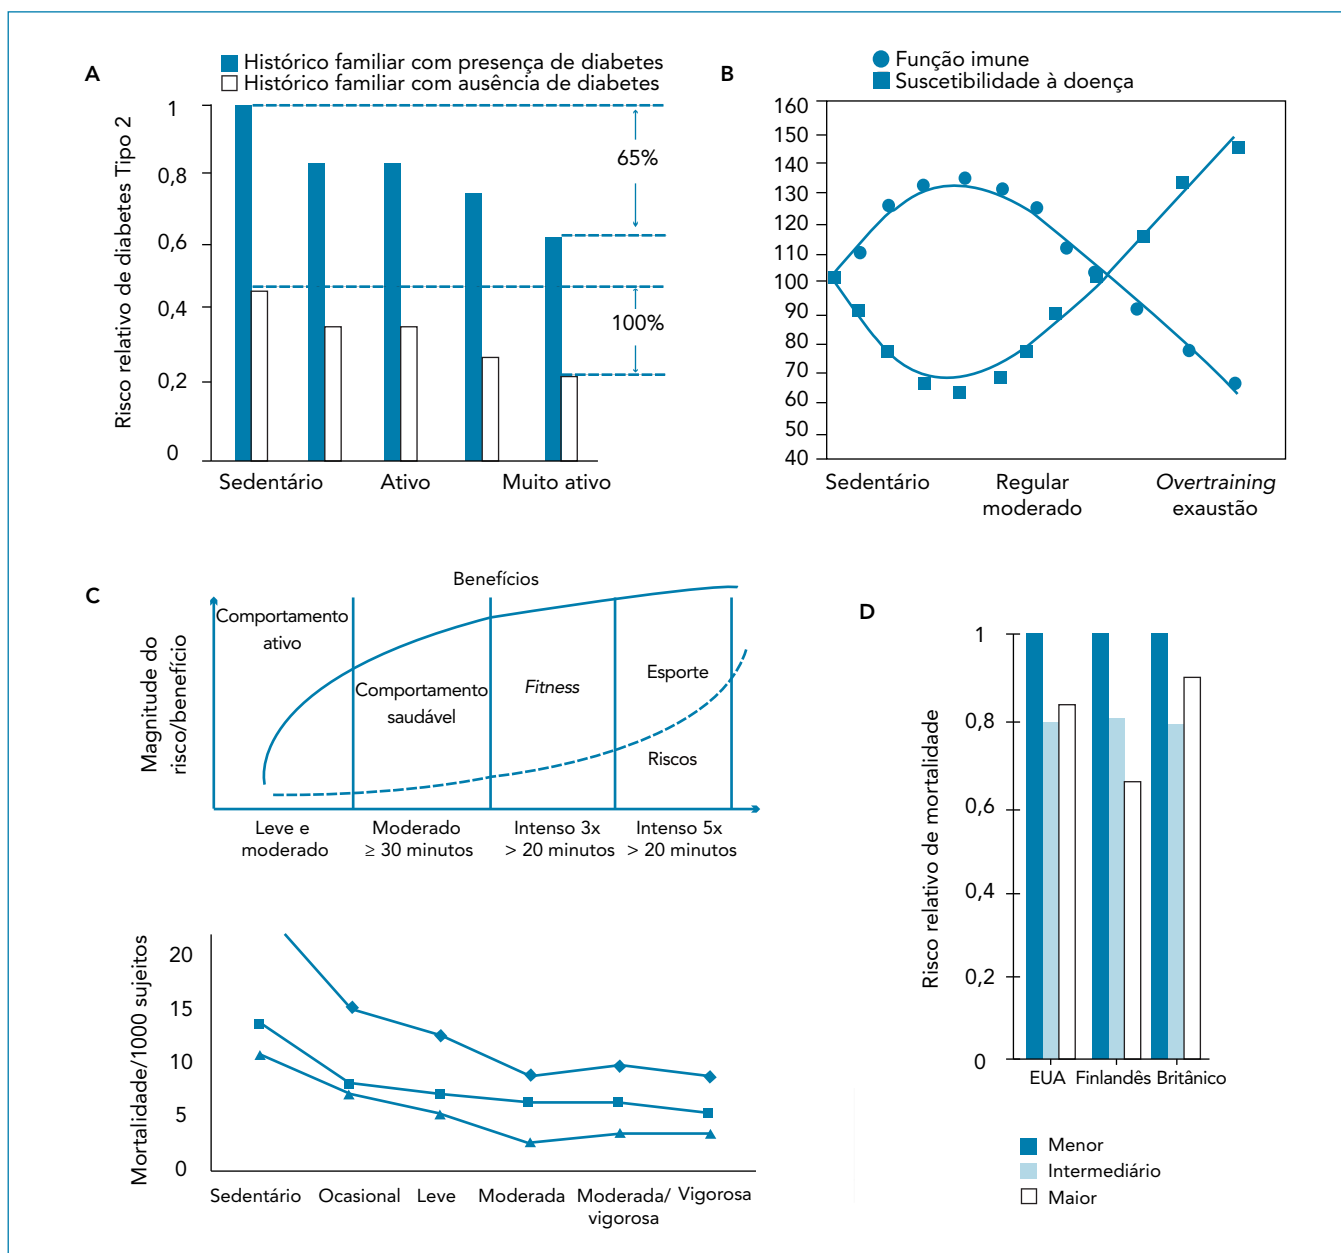 A
Histórico familiar com presença de diabetes
Histórico familiar com ausência de diabetes
Risco relativo de diabetes Tipo 2
1
0,8
0,6
0,4
0,2
0
65%
100%
Sedentário
Ativo
Muito ativo
B
Função imune
Suscetibilidade à doença
160
150
140
130
120
110
100
90
80
70
60
50
40
Sedentário
Regular
moderado
Overtraining
exaustão
C
Benefícios
Magnitude do
risco/benefício
Comportamento
ativo
Comportamento
saudável
Fitness
Esporte
Riscos
Leve e
moderado
Moderado
≥ 30 minutos
Intenso 3x
> 20 minutos
Intenso 5x
> 20 minutos
Mortalidade/1000 sujeitos
20
15
10
5
0
Sedentário
Ocasional
Leve
Moderada
Moderada/
vigorosa
Vigorosa
D
Risco relativo de mortalidade
1
0,8
0,6
0,4
0,2
0
EUA
Finlandês
Britânico
Menor
Intermediário
Maior